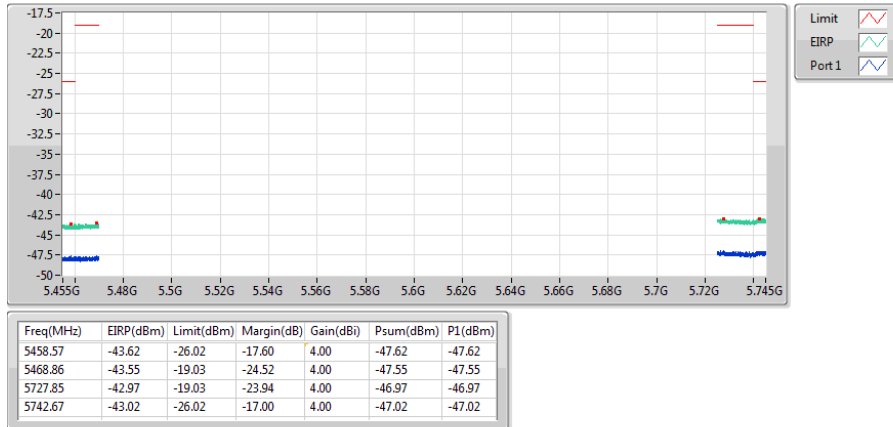 -17.5
-20
-22.5
-25
-27.5
-30
-32.5
-35
-37.5
-40
-42.5
-45
-47.5
-50
5.455G 5.48G 5.5G 5.52G 5.54G 5.56G 5.58G 5.6G 5.62G 5.64G 5.66G 5.68G 5.7G 5.72G 5.745G
Limit
EIRP
Port 1
Freq(MHz) EIRP(dBm) Limit(dBm) Margin(dB) Gain(dBi) Psum(dBm) P1(dBm)
5458.57 -43.62 -26.02 -17.60 4.00 -47.62 -47.62
5468.86 -43.55 -19.03 -24.52 4.00 -47.55 -47.55
5727.85 -42.97 -19.03 -23.94 4.00 -46.97 -46.97
5742.67 -43.02 -26.02 -17.00 4.00 -47.02 -47.02